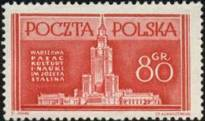 POCZTA POLSKA
WARSZAWA
PAŁAC
KULTURY
I NAUKI
IM. JÓZEFA
STALINA
GR.
80